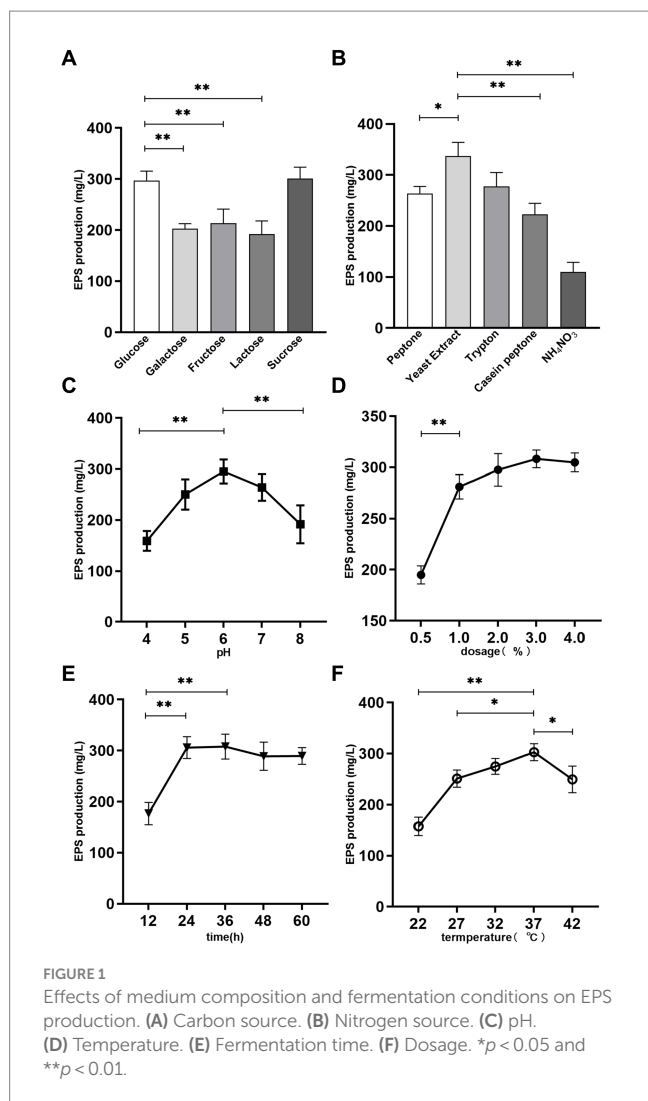 A
**
**
**
EPS production (mg/L)
400
300
200
100
0
Glucose
Galactose
Fructose
Lactose
Sucrose
B
**
**
*
EPS production (mg/L)
400
300
200
100
0
Peptone
Yeast Extract
Trypton
Casein peptone
NH₄NO₃
C
**
**
EPS production (mg/L)
400
300
200
100
0
4 5 6 7 8
pH
D
**
EPS production (mg/L)
350
300
250
200
150
0.5 1.0 2.0 3.0 4.0
dosage( %)
E
**
**
EPS production (mg/L)
400
300
200
100
0
12 24 36 48 60
time(h)
F
**
*
*
EPS production (mg/L)
400
300
200
100
0
22 27 32 37 42
termperature( °C)
FIGURE 1
Effects of medium composition and fermentation conditions on EPS
production. (A) Carbon source. (B) Nitrogen source. (C) pH.
(D) Temperature. (E) Fermentation time. (F) Dosage. *p < 0.05 and
**p < 0.01.